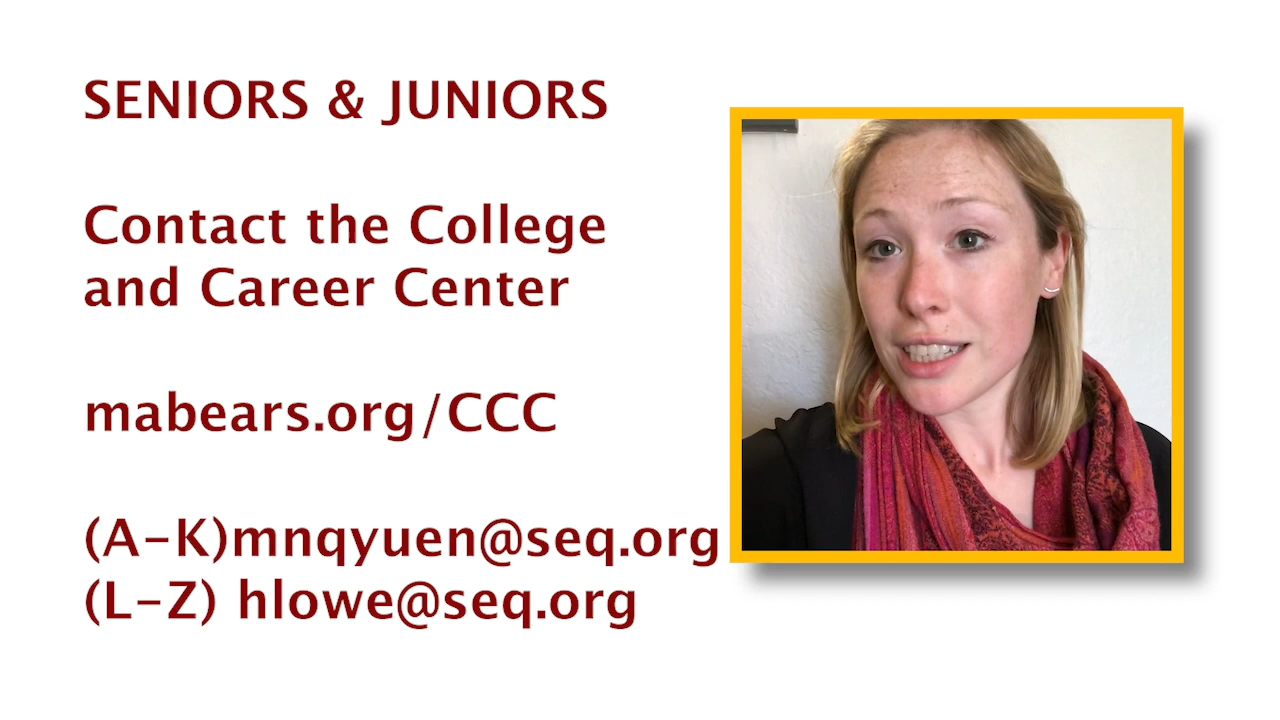 SENIORS & JUNIORS
Contact the College
and Career Center
mabears.org/CCC
(A-K)mnqyuen@seq.org
(L-Z) hlowe@seq.org